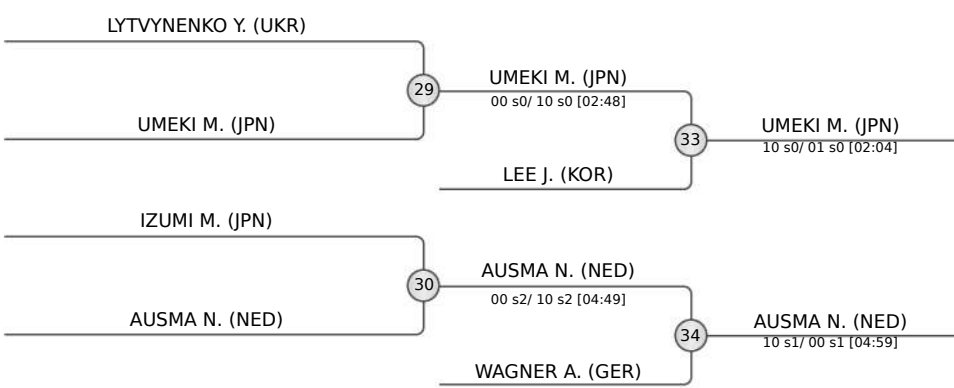 LYTVYNENKO Y. (UKR)
29
UMEKI M. (JPN)
UMEKI M. (JPN)
00 s0/ 10 s0 [02:48]
33
LEE J. (KOR)
UMEKI M. (JPN)
10 s0/ 01 s0 [02:04]
IZUMI M. (JPN)
30
AUSMA N. (NED)
AUSMA N. (NED)
00 s2/ 10 s2 [04:49]
34
WAGNER A. (GER)
AUSMA N. (NED)
10 s1/ 00 s1 [04:59]